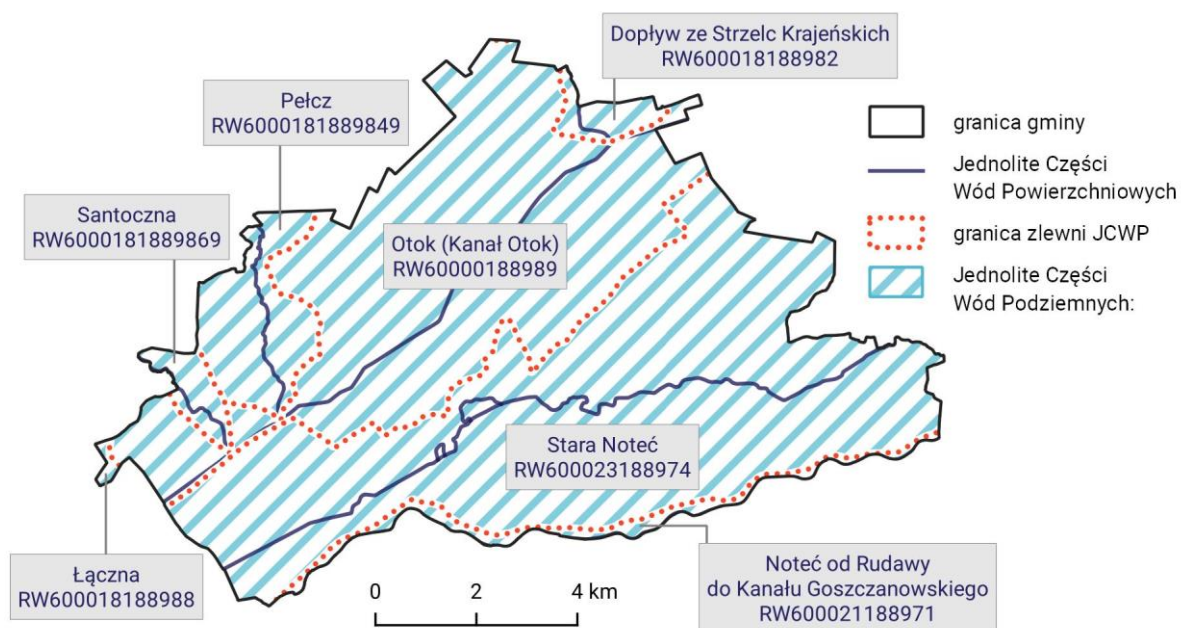 Dopływ ze Strzelc Krajeńskich
RW600018188982
Pełcz
RW6000181889849
Santoczna
RW6000181889869
Otok (Kanał Otok)
RW60000188989
granica gminy
Jednolite Części
Wód Powierzchniowych
granica zlewni JCWP
Jednolite Części
Wód Podziemnych:
Stara Noteć
RW600023188974
Łączna
RW600018188988
Noteć od Rudawy
do Kanału Goszczanowskiego
RW600021188971
0 2 4 km